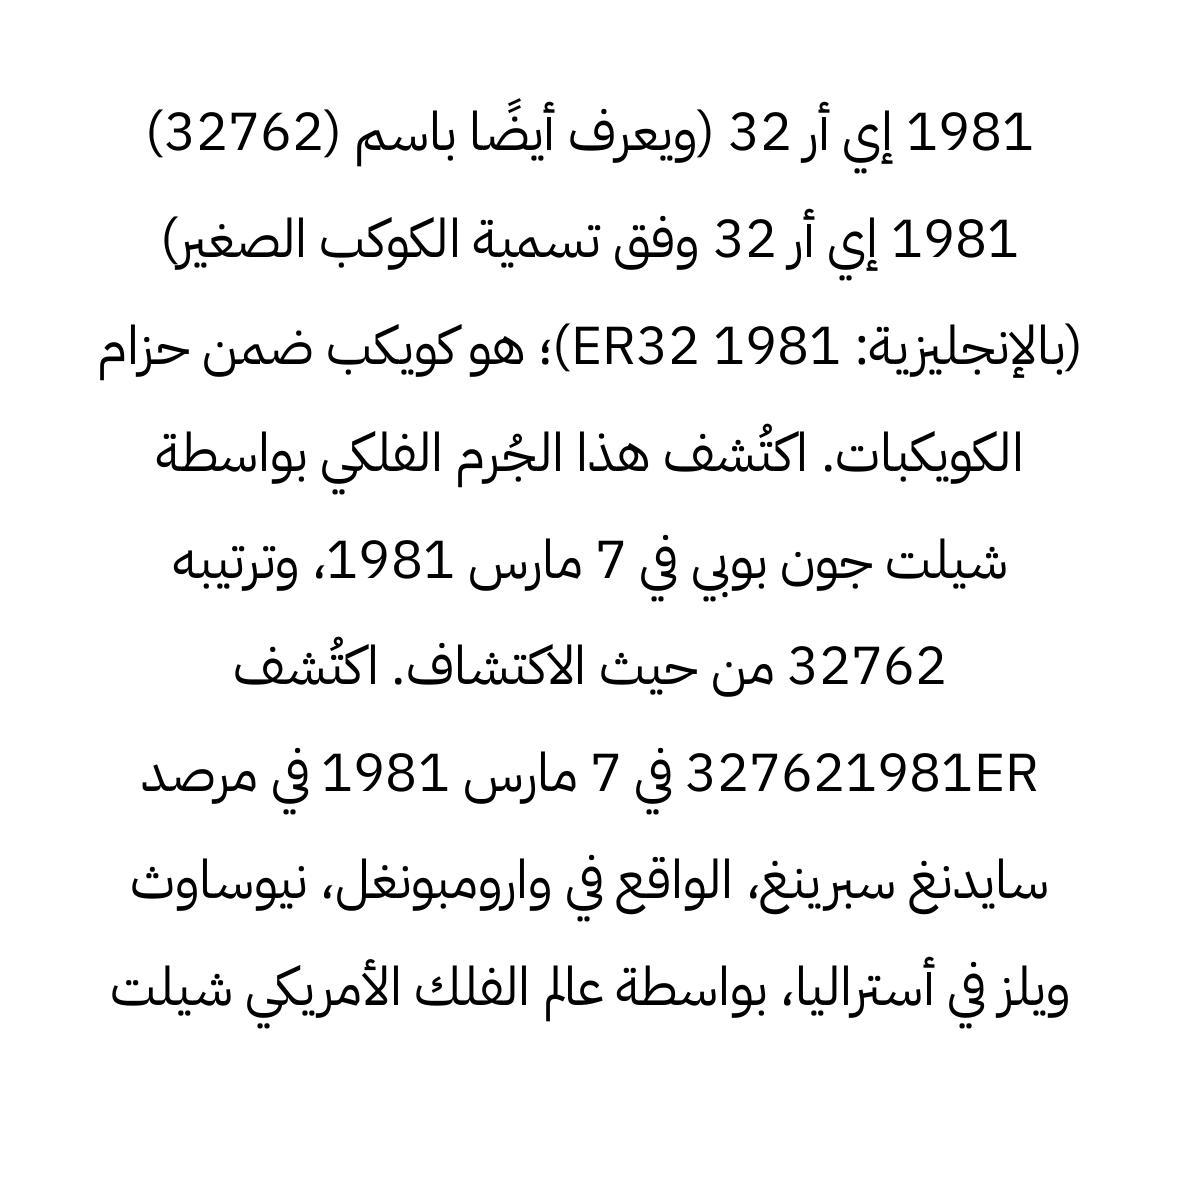 1981 إي أر 32 (ويعرف أيضًا باسم (32762)
1981 إي أر 32 وفق تسمية الكوكب الصغير)
(بالإنجليزية: 1981 ER32)؛ هو كويكب ضمن حزام
الكويكبات. اكتُشف هذا الجُرم الفلكي بواسطة
شيلت جون بوبي في 7 مارس 1981، وترتيبه
32762 من حيث الاكتشاف. اكتُشف
327621981ER في 7 مارس 1981 في مرصد
سايدنغ سبرينغ، الواقع في وارومبونغل، نيوساوث
ويلز في أستراليا، بواسطة عالم الفلك الأمريكي شيلت